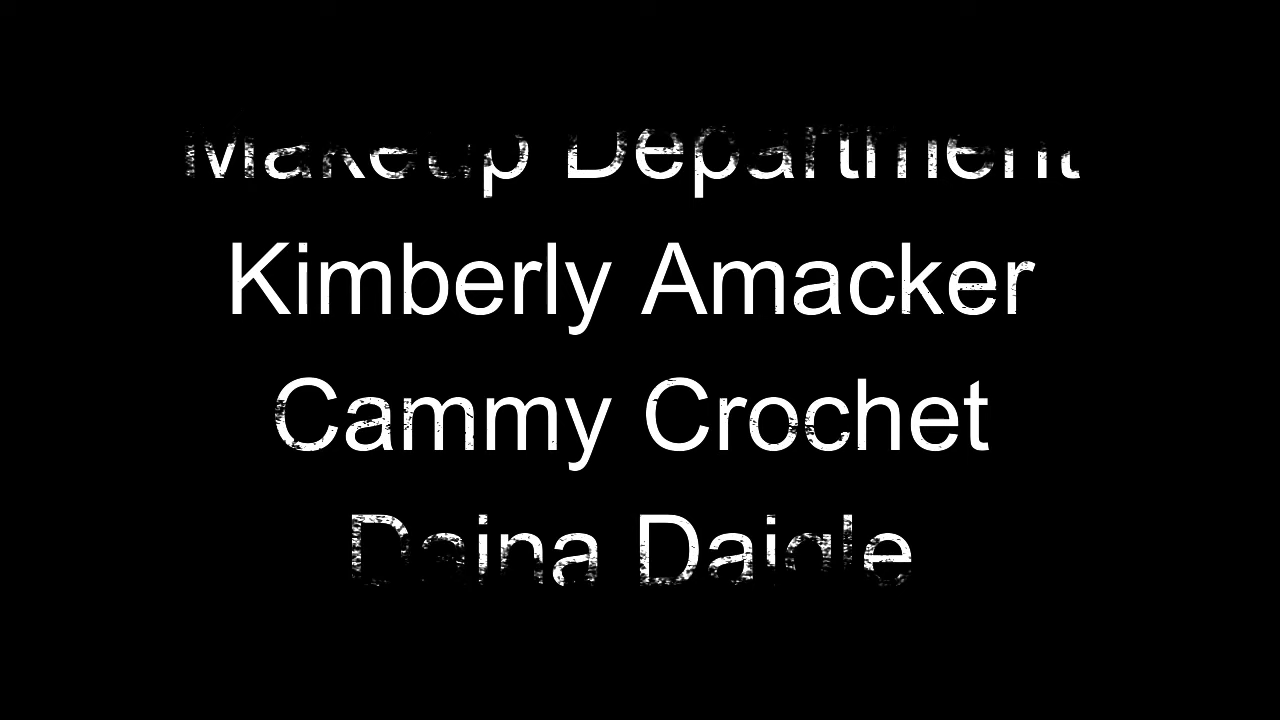 Makeup Department
Kimberly Amacker
Cammy Crochet
Daina Daigle